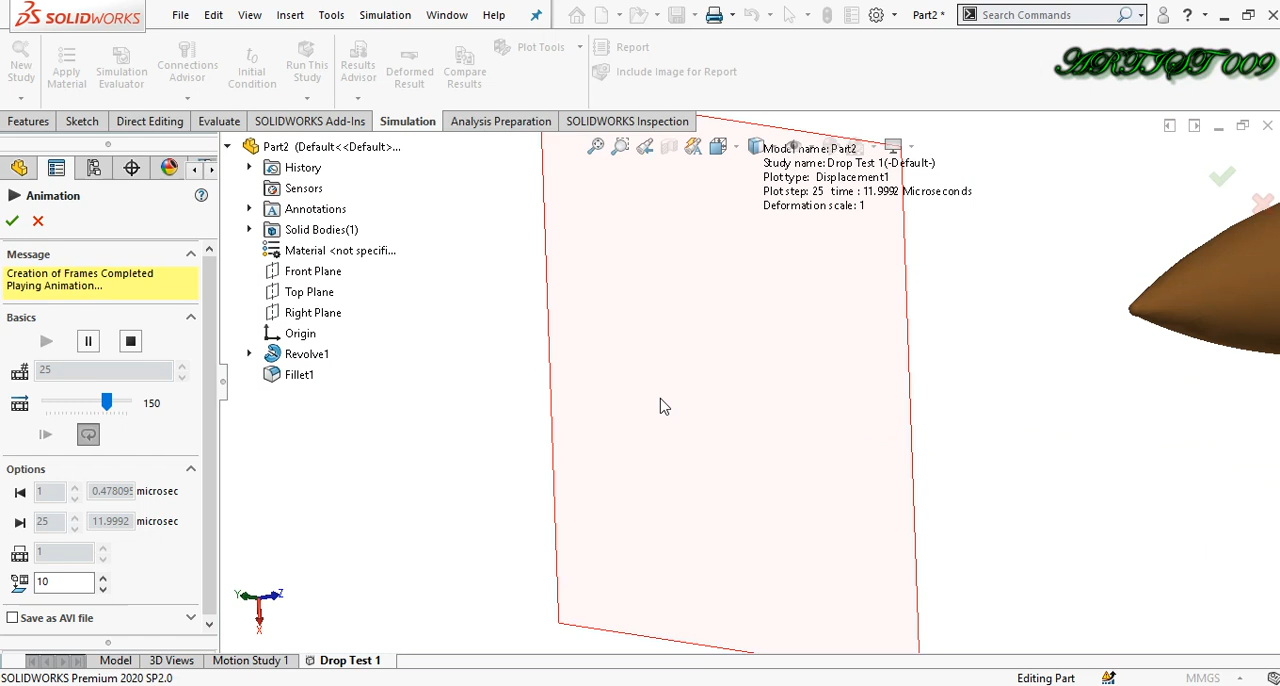 SOLIDWORKS File Edit View Insert Tools Simulation Window Help Part2 * Search Commands ?
New Study Apply Material Simulation Evaluator Connections Advisor Initial Condition Run This Study Results Advisor Deformed Result Compare Results Plot Tools Report
Include Image for Report
ARTIST 009
Features Sketch Direct Editing Evaluate SOLIDWORKS Add-Ins Simulation Analysis Preparation SOLIDWORKS Inspection
Part2 (Default<<Default>...
History
Sensors
Annotations
Solid Bodies(1)
Material <not specifi...
Front Plane
Top Plane
Right Plane
Origin
Revolve1
Fillet1
Model name: Part2
Study name: Drop Test 1(-Default-)
Plot type: Displacement1
Plot step: 25 time : 11.9992 Microseconds
Deformation scale: 1
Animation ?
Message
Creation of Frames Completed
Playing Animation...
Basics
25
150
Options
1 0.478095 microsec
25 11.9992 microsec
1
10
Save as AVI file
Y Z
X
Model 3D Views Motion Study 1 Drop Test 1
SOLIDWORKS Premium 2020 SP2.0 Editing Part MMGS